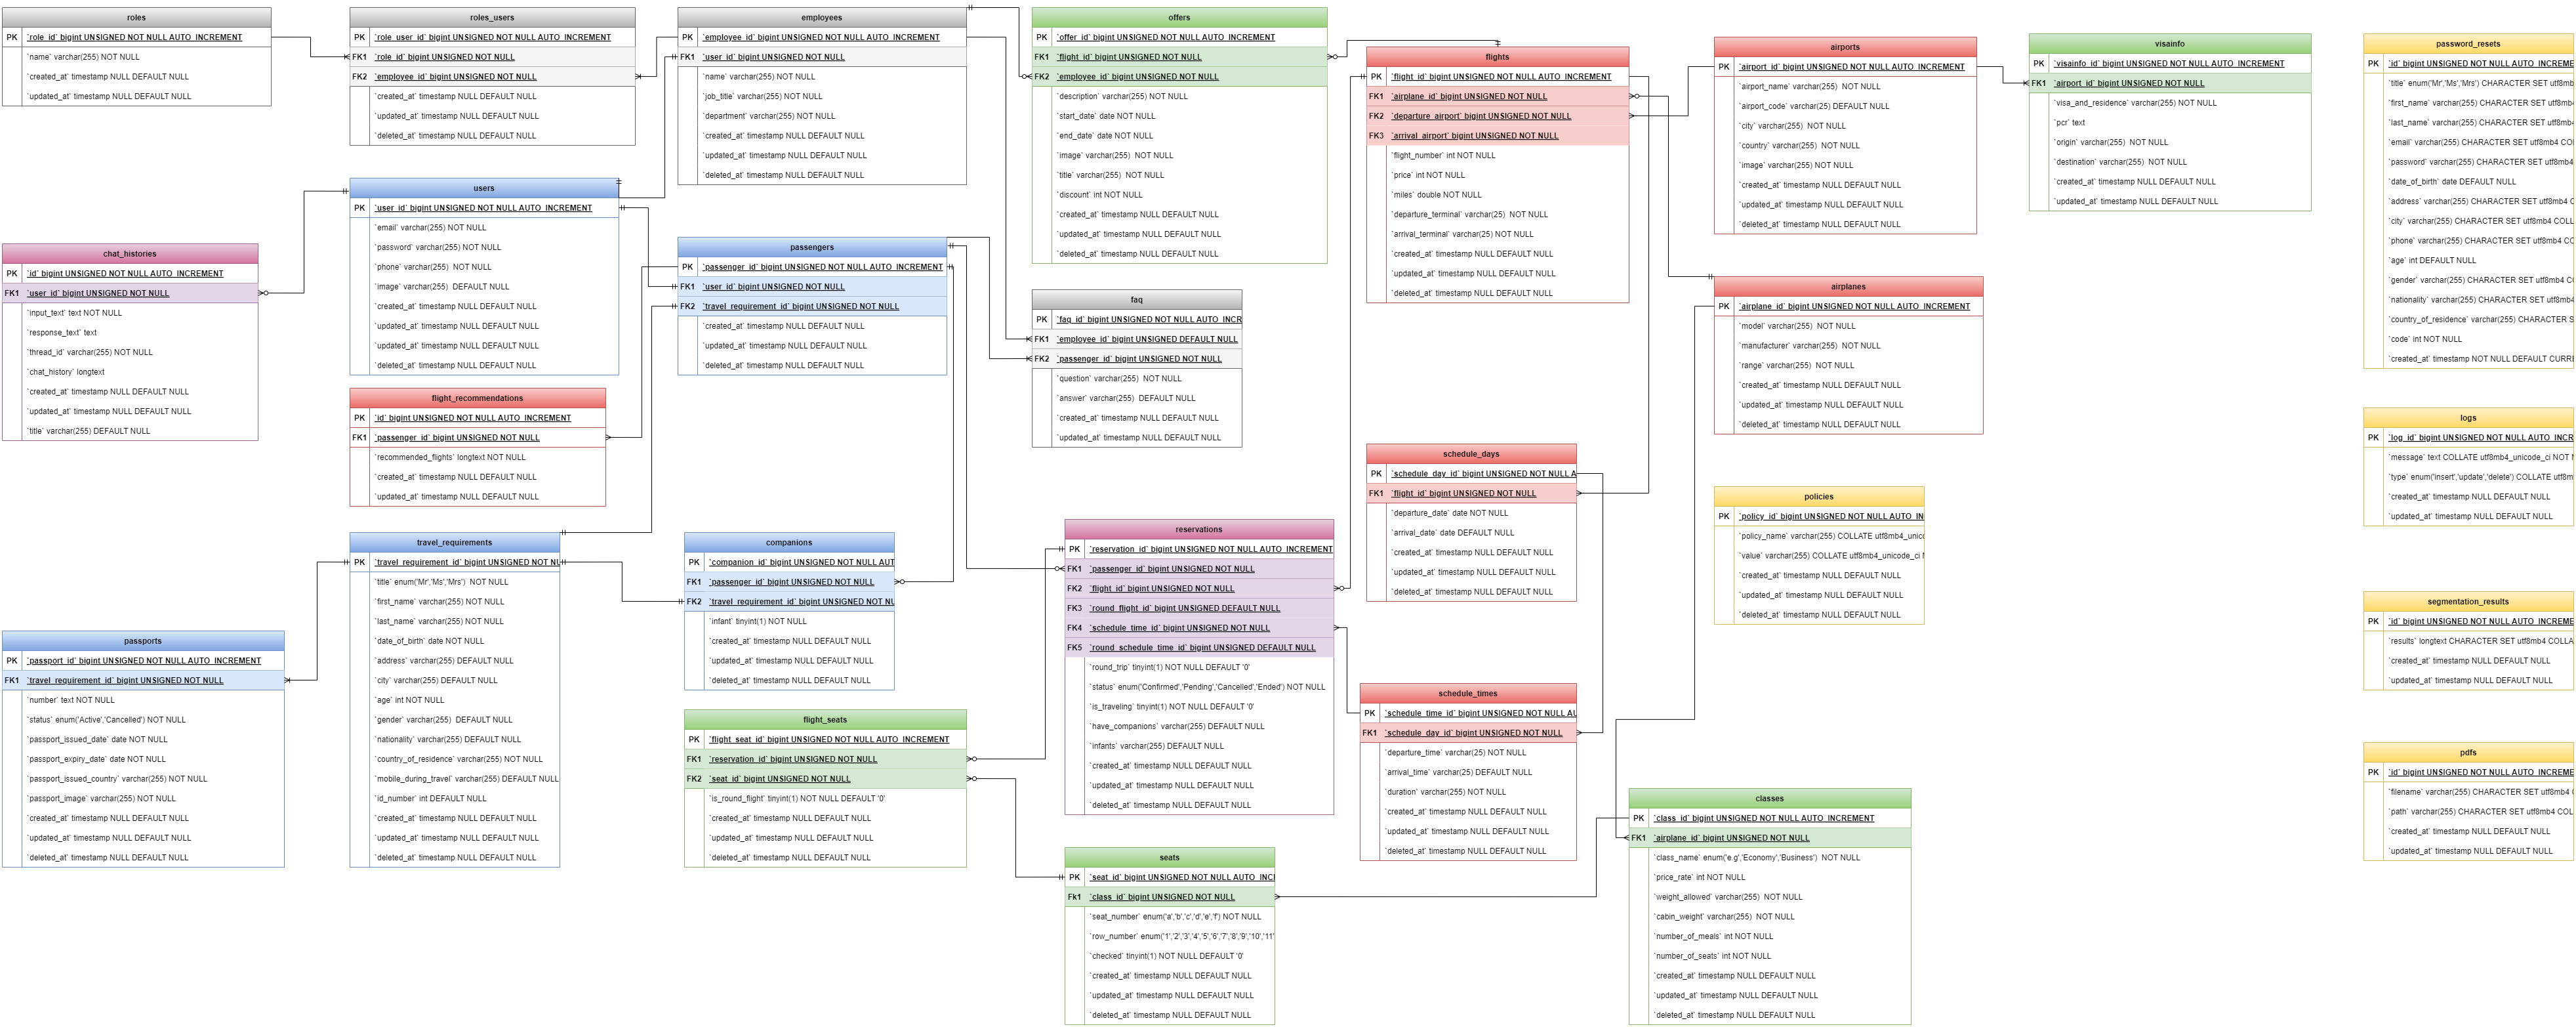 roles
PK `role_id` bigint UNSIGNED NOT NULL AUTO_INCREMENT
`name` varchar(255) NOT NULL
`created_at` timestamp NULL DEFAULT NULL
`updated_at` timestamp NULL DEFAULT NULL
roles_users
PK `role_user_id` bigint UNSIGNED NOT NULL AUTO_INCREMENT
FK1 `role_id` bigint UNSIGNED NOT NULL
FK2 `employee_id` bigint UNSIGNED NOT NULL
`created_at` timestamp NULL DEFAULT NULL
`updated_at` timestamp NULL DEFAULT NULL
`deleted_at` timestamp NULL DEFAULT NULL
employees
PK `employee_id` bigint UNSIGNED NOT NULL AUTO_INCREMENT
FK1 `user_id` bigint UNSIGNED NOT NULL
`name` varchar(255) NOT NULL
`job_title` varchar(255) NOT NULL
`department` varchar(255) NOT NULL
`created_at` timestamp NULL DEFAULT NULL
`updated_at` timestamp NULL DEFAULT NULL
`deleted_at` timestamp NULL DEFAULT NULL
offers
PK `offer_id` bigint UNSIGNED NOT NULL AUTO_INCREMENT
FK1 `flight_id` bigint UNSIGNED NOT NULL
FK2 `employee_id` bigint UNSIGNED NOT NULL
`description` varchar(255) NOT NULL
`start_date` date NOT NULL
`end_date` date NOT NULL
`image` varchar(255) NOT NULL
`title` varchar(255) NOT NULL
`discount` int NOT NULL
`created_at` timestamp NULL DEFAULT NULL
`updated_at` timestamp NULL DEFAULT NULL
`deleted_at` timestamp NULL DEFAULT NULL
flights
PK `flight_id` bigint UNSIGNED NOT NULL AUTO_INCREMENT
FK1 `airplane_id` bigint UNSIGNED NOT NULL
FK2 `departure_airport` bigint UNSIGNED NOT NULL
FK3 `arrival_airport` bigint UNSIGNED NOT NULL
`flight_number` int NOT NULL
`price` int NOT NULL
`miles` double NOT NULL
`departure_terminal` varchar(25) NOT NULL
`arrival_terminal` varchar(25) NOT NULL
`created_at` timestamp NULL DEFAULT NULL
`updated_at` timestamp NULL DEFAULT NULL
`deleted_at` timestamp NULL DEFAULT NULL
airports
PK `airport_id` bigint UNSIGNED NOT NULL AUTO_INCREMENT
`airport_name` varchar(255) NOT NULL
`airport_code` varchar(25) DEFAULT NULL
`city` varchar(255) NOT NULL
`country` varchar(255) NOT NULL
`image` varchar(255) NOT NULL
`created_at` timestamp NULL DEFAULT NULL
`updated_at` timestamp NULL DEFAULT NULL
`deleted_at` timestamp NULL DEFAULT NULL
visainfo
PK `visainfo_id` bigint UNSIGNED NOT NULL AUTO_INCREMENT
FK1 `airport_id` bigint UNSIGNED NOT NULL
`visa_and_residence` varchar(255) NOT NULL
`pcr` text
`origin` varchar(255) NOT NULL
`destination` varchar(255) NOT NULL
`created_at` timestamp NULL DEFAULT NULL
`updated_at` timestamp NULL DEFAULT NULL
password_resets
PK `id` bigint UNSIGNED NOT NULL AUTO_INCREME
`title` enum('Mr','Ms','Mrs') CHARACTER SET utf8mb
`first_name` varchar(255) CHARACTER SET utf8mb
`last_name` varchar(255) CHARACTER SET utf8mb4
`email` varchar(255) CHARACTER SET utf8mb4 CO
`password` varchar(255) CHARACTER SET utf8mb4
`date_of_birth` date DEFAULT NULL
`address` varchar(255) CHARACTER SET utf8mb4 C
`city` varchar(255) CHARACTER SET utf8mb4 COLL
`phone` varchar(255) CHARACTER SET utf8mb4 CO
`age` int DEFAULT NULL
`gender` varchar(255) CHARACTER SET utf8mb4 C
`nationality` varchar(255) CHARACTER SET utf8mb4
`country_of_residence` varchar(255) CHARACTER S
`code` int NOT NULL
`created_at` timestamp NOT NULL DEFAULT CURR
users
PK `user_id` bigint UNSIGNED NOT NULL AUTO_INCREMENT
`email` varchar(255) NOT NULL
`password` varchar(255) NOT NULL
`phone` varchar(255) NOT NULL
`image` varchar(255) DEFAULT NULL
`created_at` timestamp NULL DEFAULT NULL
`updated_at` timestamp NULL DEFAULT NULL
`updated_at` timestamp NULL DEFAULT NULL
`deleted_at` timestamp NULL DEFAULT NULL
chat_histories
PK `id` bigint UNSIGNED NOT NULL AUTO_INCREMENT
FK1 `user_id` bigint UNSIGNED NOT NULL
`input_text` text NOT NULL
`response_text` text
`thread_id` varchar(255) NOT NULL
`chat_history` longtext
`created_at` timestamp NULL DEFAULT NULL
`updated_at` timestamp NULL DEFAULT NULL
`title` varchar(255) DEFAULT NULL
passengers
PK `passenger_id` bigint UNSIGNED NOT NULL AUTO_INCREMENT
FK1 `user_id` bigint UNSIGNED NOT NULL
FK2 `travel_requirement_id` bigint UNSIGNED NOT NULL
`created_at` timestamp NULL DEFAULT NULL
`updated_at` timestamp NULL DEFAULT NULL
`deleted_at` timestamp NULL DEFAULT NULL
faq
PK `faq_id` bigint UNSIGNED NOT NULL AUTO_INCR
FK1 `employee_id` bigint UNSIGNED DEFAULT NULL
FK2 `passenger_id` bigint UNSIGNED NOT NULL
`question` varchar(255) NOT NULL
`answer` varchar(255) DEFAULT NULL
`created_at` timestamp NULL DEFAULT NULL
`updated_at` timestamp NULL DEFAULT NULL
airplanes
PK `airplane_id` bigint UNSIGNED NOT NULL AUTO_INCREMENT
`model` varchar(255) NOT NULL
`manufacturer` varchar(255) NOT NULL
`range` varchar(255) NOT NULL
`created_at` timestamp NULL DEFAULT NULL
`updated_at` timestamp NULL DEFAULT NULL
`deleted_at` timestamp NULL DEFAULT NULL
flight_recommendations
PK `id` bigint UNSIGNED NOT NULL AUTO_INCREMENT
FK1 `passenger_id` bigint UNSIGNED NOT NULL
`recommended_flights` longtext NOT NULL
`created_at` timestamp NULL DEFAULT NULL
`updated_at` timestamp NULL DEFAULT NULL
schedule_days
PK `schedule_day_id` bigint UNSIGNED NOT NULL A
FK1 `flight_id` bigint UNSIGNED NOT NULL
`departure_date` date NOT NULL
`arrival_date` date DEFAULT NULL
`created_at` timestamp NULL DEFAULT NULL
`updated_at` timestamp NULL DEFAULT NULL
`deleted_at` timestamp NULL DEFAULT NULL
logs
PK `log_id` bigint UNSIGNED NOT NULL AUTO_INCR
`message` text COLLATE utf8mb4_unicode_ci NOT N
`type` enum('insert','update','delete') COLLATE utf8m
`created_at` timestamp NULL DEFAULT NULL
`updated_at` timestamp NULL DEFAULT NULL
policies
PK `policy_id` bigint UNSIGNED NOT NULL AUTO_IN
`policy_name` varchar(255) COLLATE utf8mb4_unic
`value` varchar(255) COLLATE utf8mb4_unicode_ci
`created_at` timestamp NULL DEFAULT NULL
`updated_at` timestamp NULL DEFAULT NULL
`deleted_at` timestamp NULL DEFAULT NULL
travel_requirements
PK `travel_requirement_id` bigint UNSIGNED NOT NU
`title` enum('Mr','Ms','Mrs') NOT NULL
`first_name` varchar(255) NOT NULL
`last_name` varchar(255) NOT NULL
`date_of_birth` date NOT NULL
`address` varchar(255) DEFAULT NULL
`city` varchar(255) DEFAULT NULL
`age` int NOT NULL
`gender` varchar(255) DEFAULT NULL
`nationality` varchar(255) DEFAULT NULL
`country_of_residence` varchar(255) NOT NULL
`mobile_during_travel` varchar(255) DEFAULT NULL
`id_number` int DEFAULT NULL
`created_at` timestamp NULL DEFAULT NULL
`updated_at` timestamp NULL DEFAULT NULL
`deleted_at` timestamp NULL DEFAULT NULL
companions
PK `companion_id` bigint UNSIGNED NOT NULL AUT
FK1 `passenger_id` bigint UNSIGNED NOT NULL
FK2 `travel_requirement_id` bigint UNSIGNED NOT NU
`infant` tinyint(1) NOT NULL
`created_at` timestamp NULL DEFAULT NULL
`updated_at` timestamp NULL DEFAULT NULL
`deleted_at` timestamp NULL DEFAULT NULL
reservations
PK `reservation_id` bigint UNSIGNED NOT NULL AUTO_INCREMENT
FK1 `passenger_id` bigint UNSIGNED NOT NULL
FK2 `flight_id` bigint UNSIGNED NOT NULL
FK3 `round_flight_id` bigint UNSIGNED DEFAULT NULL
FK4 `schedule_time_id` bigint UNSIGNED NOT NULL
FK5 `round_schedule_time_id` bigint UNSIGNED DEFAULT NULL
`round_trip` tinyint(1) NOT NULL DEFAULT '0'
`status` enum('Confirmed','Pending','Cancelled','Ended') NOT NULL
`is_traveling` tinyint(1) NOT NULL DEFAULT '0'
`have_companions` varchar(255) DEFAULT NULL
`infants` varchar(255) DEFAULT NULL
`created_at` timestamp NULL DEFAULT NULL
`updated_at` timestamp NULL DEFAULT NULL
`deleted_at` timestamp NULL DEFAULT NULL
segmentation_results
PK `id` bigint UNSIGNED NOT NULL AUTO_INCREME
`results` longtext CHARACTER SET utf8mb4 COLLA
`created_at` timestamp NULL DEFAULT NULL
`updated_at` timestamp NULL DEFAULT NULL
passports
PK `passport_id` bigint UNSIGNED NOT NULL AUTO_INCREMENT
FK1 `travel_requirement_id` bigint UNSIGNED NOT NULL
`number` text NOT NULL
`status` enum('Active','Cancelled') NOT NULL
`passport_issued_date` date NOT NULL
`passport_expiry_date` date NOT NULL
`passport_issued_country` varchar(255) NOT NULL
`passport_image` varchar(255) NOT NULL
`created_at` timestamp NULL DEFAULT NULL
`updated_at` timestamp NULL DEFAULT NULL
`deleted_at` timestamp NULL DEFAULT NULL
flight_seats
PK `flight_seat_id` bigint UNSIGNED NOT NULL AUTO_INCREMENT
FK1 `reservation_id` bigint UNSIGNED NOT NULL
FK2 `seat_id` bigint UNSIGNED NOT NULL
`is_round_flight` tinyint(1) NOT NULL DEFAULT '0'
`created_at` timestamp NULL DEFAULT NULL
`updated_at` timestamp NULL DEFAULT NULL
`deleted_at` timestamp NULL DEFAULT NULL
schedule_times
PK `schedule_time_id` bigint UNSIGNED NOT NULL AU
FK1 `schedule_day_id` bigint UNSIGNED NOT NULL
`departure_time` varchar(25) NOT NULL
`arrival_time` varchar(25) DEFAULT NULL
`duration` varchar(255) NOT NULL
`created_at` timestamp NULL DEFAULT NULL
`updated_at` timestamp NULL DEFAULT NULL
`deleted_at` timestamp NULL DEFAULT NULL
pdfs
PK `id` bigint UNSIGNED NOT NULL AUTO_INCREME
`filename` varchar(255) CHARACTER SET utf8mb4
`path` varchar(255) CHARACTER SET utf8mb4 COL
`created_at` timestamp NULL DEFAULT NULL
`updated_at` timestamp NULL DEFAULT NULL
classes
PK `class_id` bigint UNSIGNED NOT NULL AUTO_INCREMENT
FK1 `airplane_id` bigint UNSIGNED NOT NULL
`class_name` enum('e.g','Economy','Business') NOT NULL
`price_rate` int NOT NULL
`weight_allowed` varchar(255) NOT NULL
`cabin_weight` varchar(255) NOT NULL
`number_of_meals` int NOT NULL
`number_of_seats` int NOT NULL
`created_at` timestamp NULL DEFAULT NULL
`updated_at` timestamp NULL DEFAULT NULL
`deleted_at` timestamp NULL DEFAULT NULL
seats
PK `seat_id` bigint UNSIGNED NOT NULL AUTO_INC
Fk1 `class_id` bigint UNSIGNED NOT NULL
`seat_number` enum('a','b','c','d','e','f') NOT NULL
`row_number` enum('1','2','3','4','5','6','7','8','9','10','11'
`checked` tinyint(1) NOT NULL DEFAULT '0'
`created_at` timestamp NULL DEFAULT NULL
`updated_at` timestamp NULL DEFAULT NULL
`deleted_at` timestamp NULL DEFAULT NULL